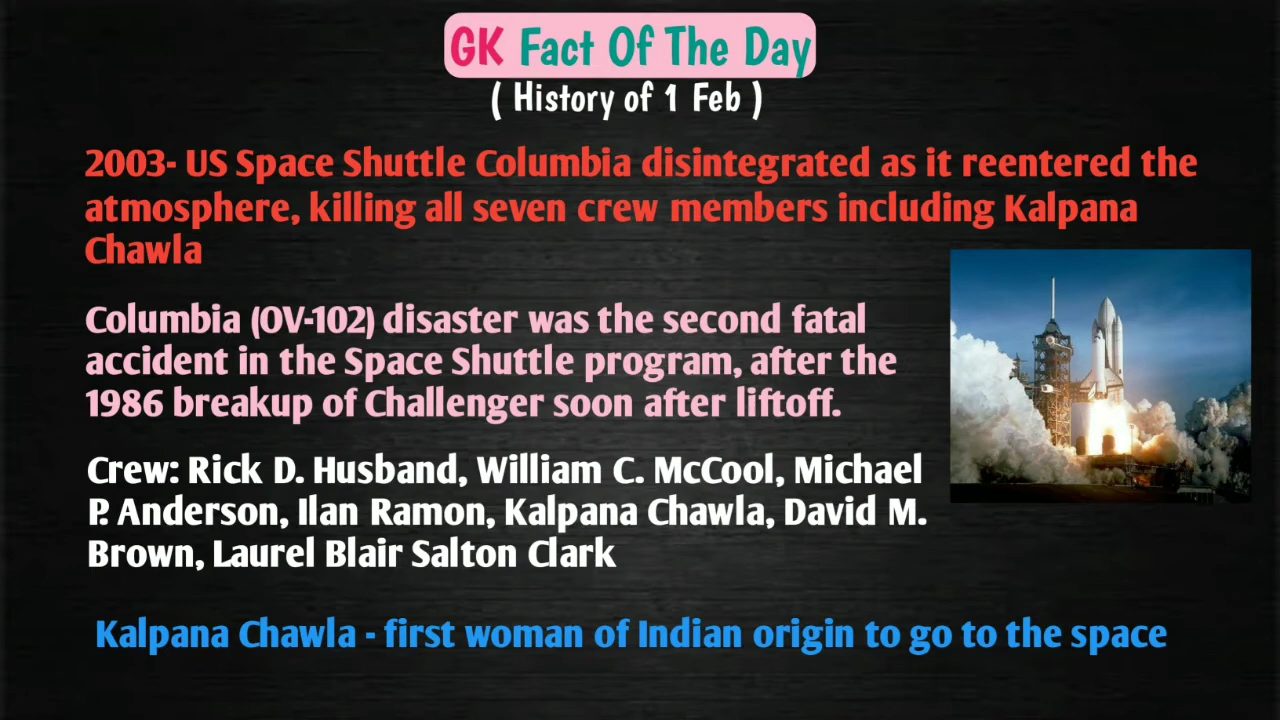 GK Fact Of The Day
( History of 1 Feb )
2003- US Space Shuttle Columbia disintegrated as it reentered the
atmosphere, killing all seven crew members including Kalpana
Chawla
Columbia (OV-102) disaster was the second fatal
accident in the Space Shuttle program, after the
1986 breakup of Challenger soon after liftoff.
Crew: Rick D. Husband, William C. McCool, Michael
P. Anderson, Ilan Ramon, Kalpana Chawla, David M.
Brown, Laurel Blair Salton Clark
Kalpana Chawla - first woman of Indian origin to go to the space